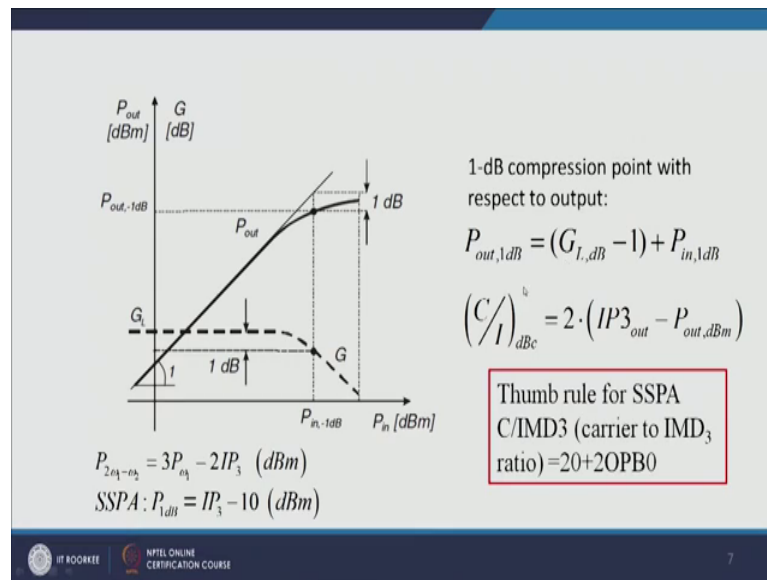 P_out G
[dBm] [dB]
P_out,-1dB
1 dB
P_out
G_L
G
1 dB
1
P_in,-1dB P_in [dBm]
1-dB compression point with
respect to output:
P_out,1dB = (G_L,dB − 1) + P_in,1dB
(C/I)_dBc = 2·(IP3_out − P_out,dBm)
Thumb rule for SSPA
C/IMD3 (carrier to IMD₃
ratio) =20+2OPB0
P_2ω₁−ω₂ = 3P_ω₁ − 2IP₃ (dBm)
SSPA: P_1dB = IP₃ − 10 (dBm)
IIT ROORKEE
NPTEL ONLINE
CERTIFICATION COURSE
7